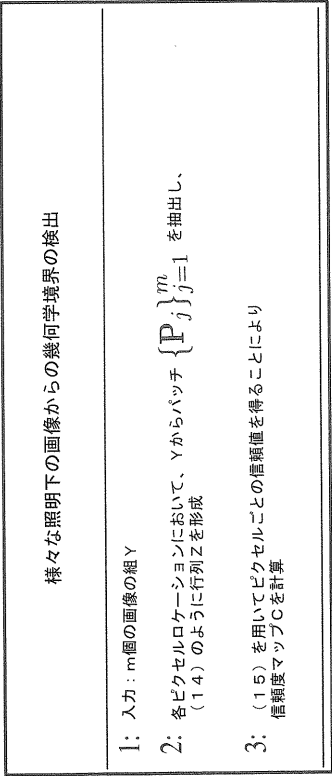 様々な照明下の画像からの幾何学境界の検出
1: 入力：m個の画像の組Y
2: 各ピクセルロケーションにおいて、Yからパッチ {ℙ_j}_{j=1}^m を抽出し、
（14）のように行列Zを形成
3: （15）を用いてピクセルごとの信頼値を得ることにより
信頼度マップCを計算